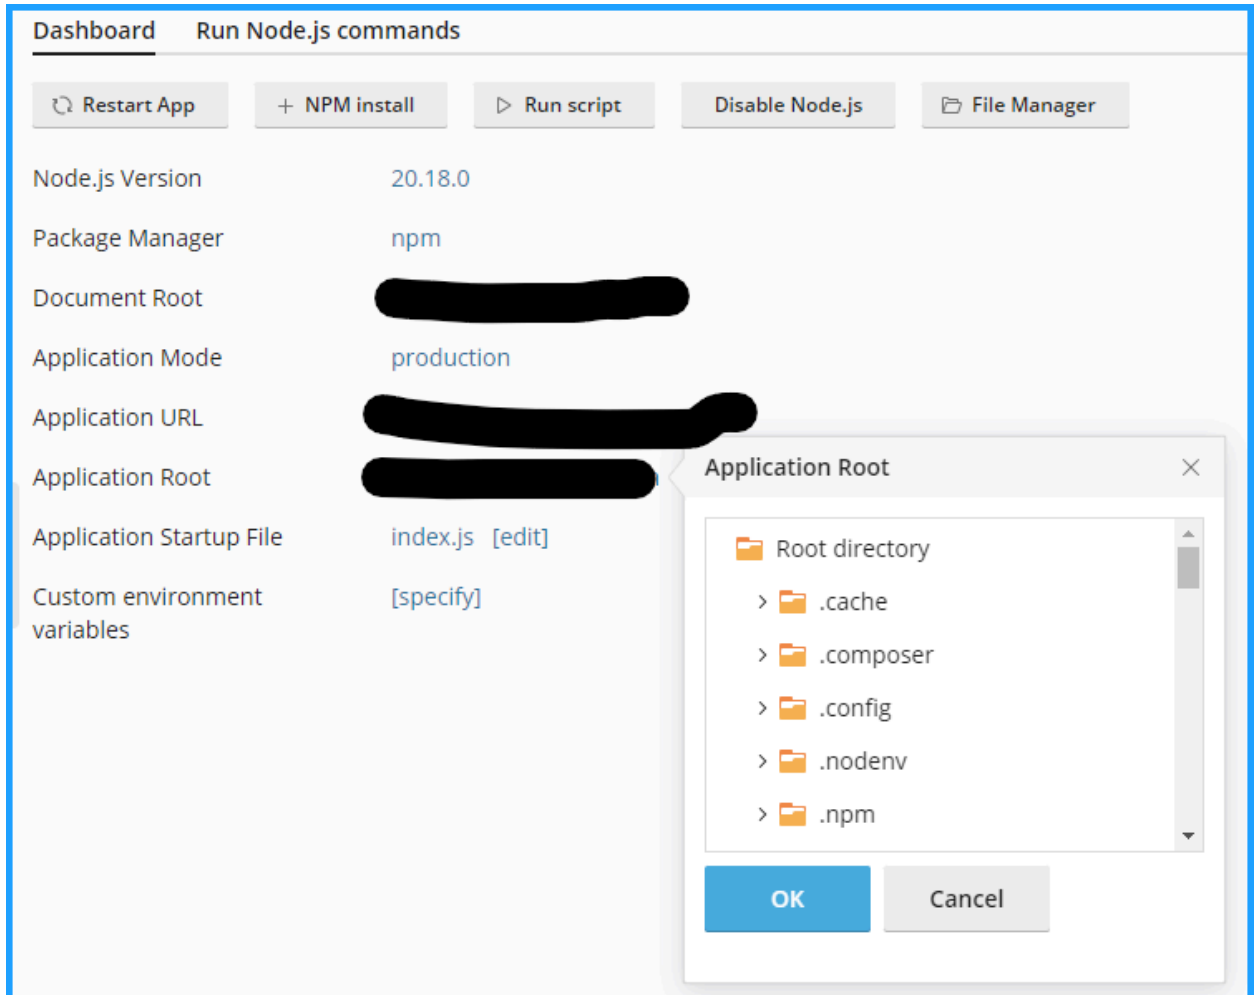 Dashboard Run Node.js commands
Restart App + NPM install Run script Disable Node.js File Manager
Node.js Version 20.18.0
Package Manager npm
Document Root
Application Mode production
Application URL
Application Root
Application Startup File index.js [edit]
Custom environment variables [specify]
Application Root
Root directory
.cache
.composer
.config
.nodenv
.npm
OK Cancel